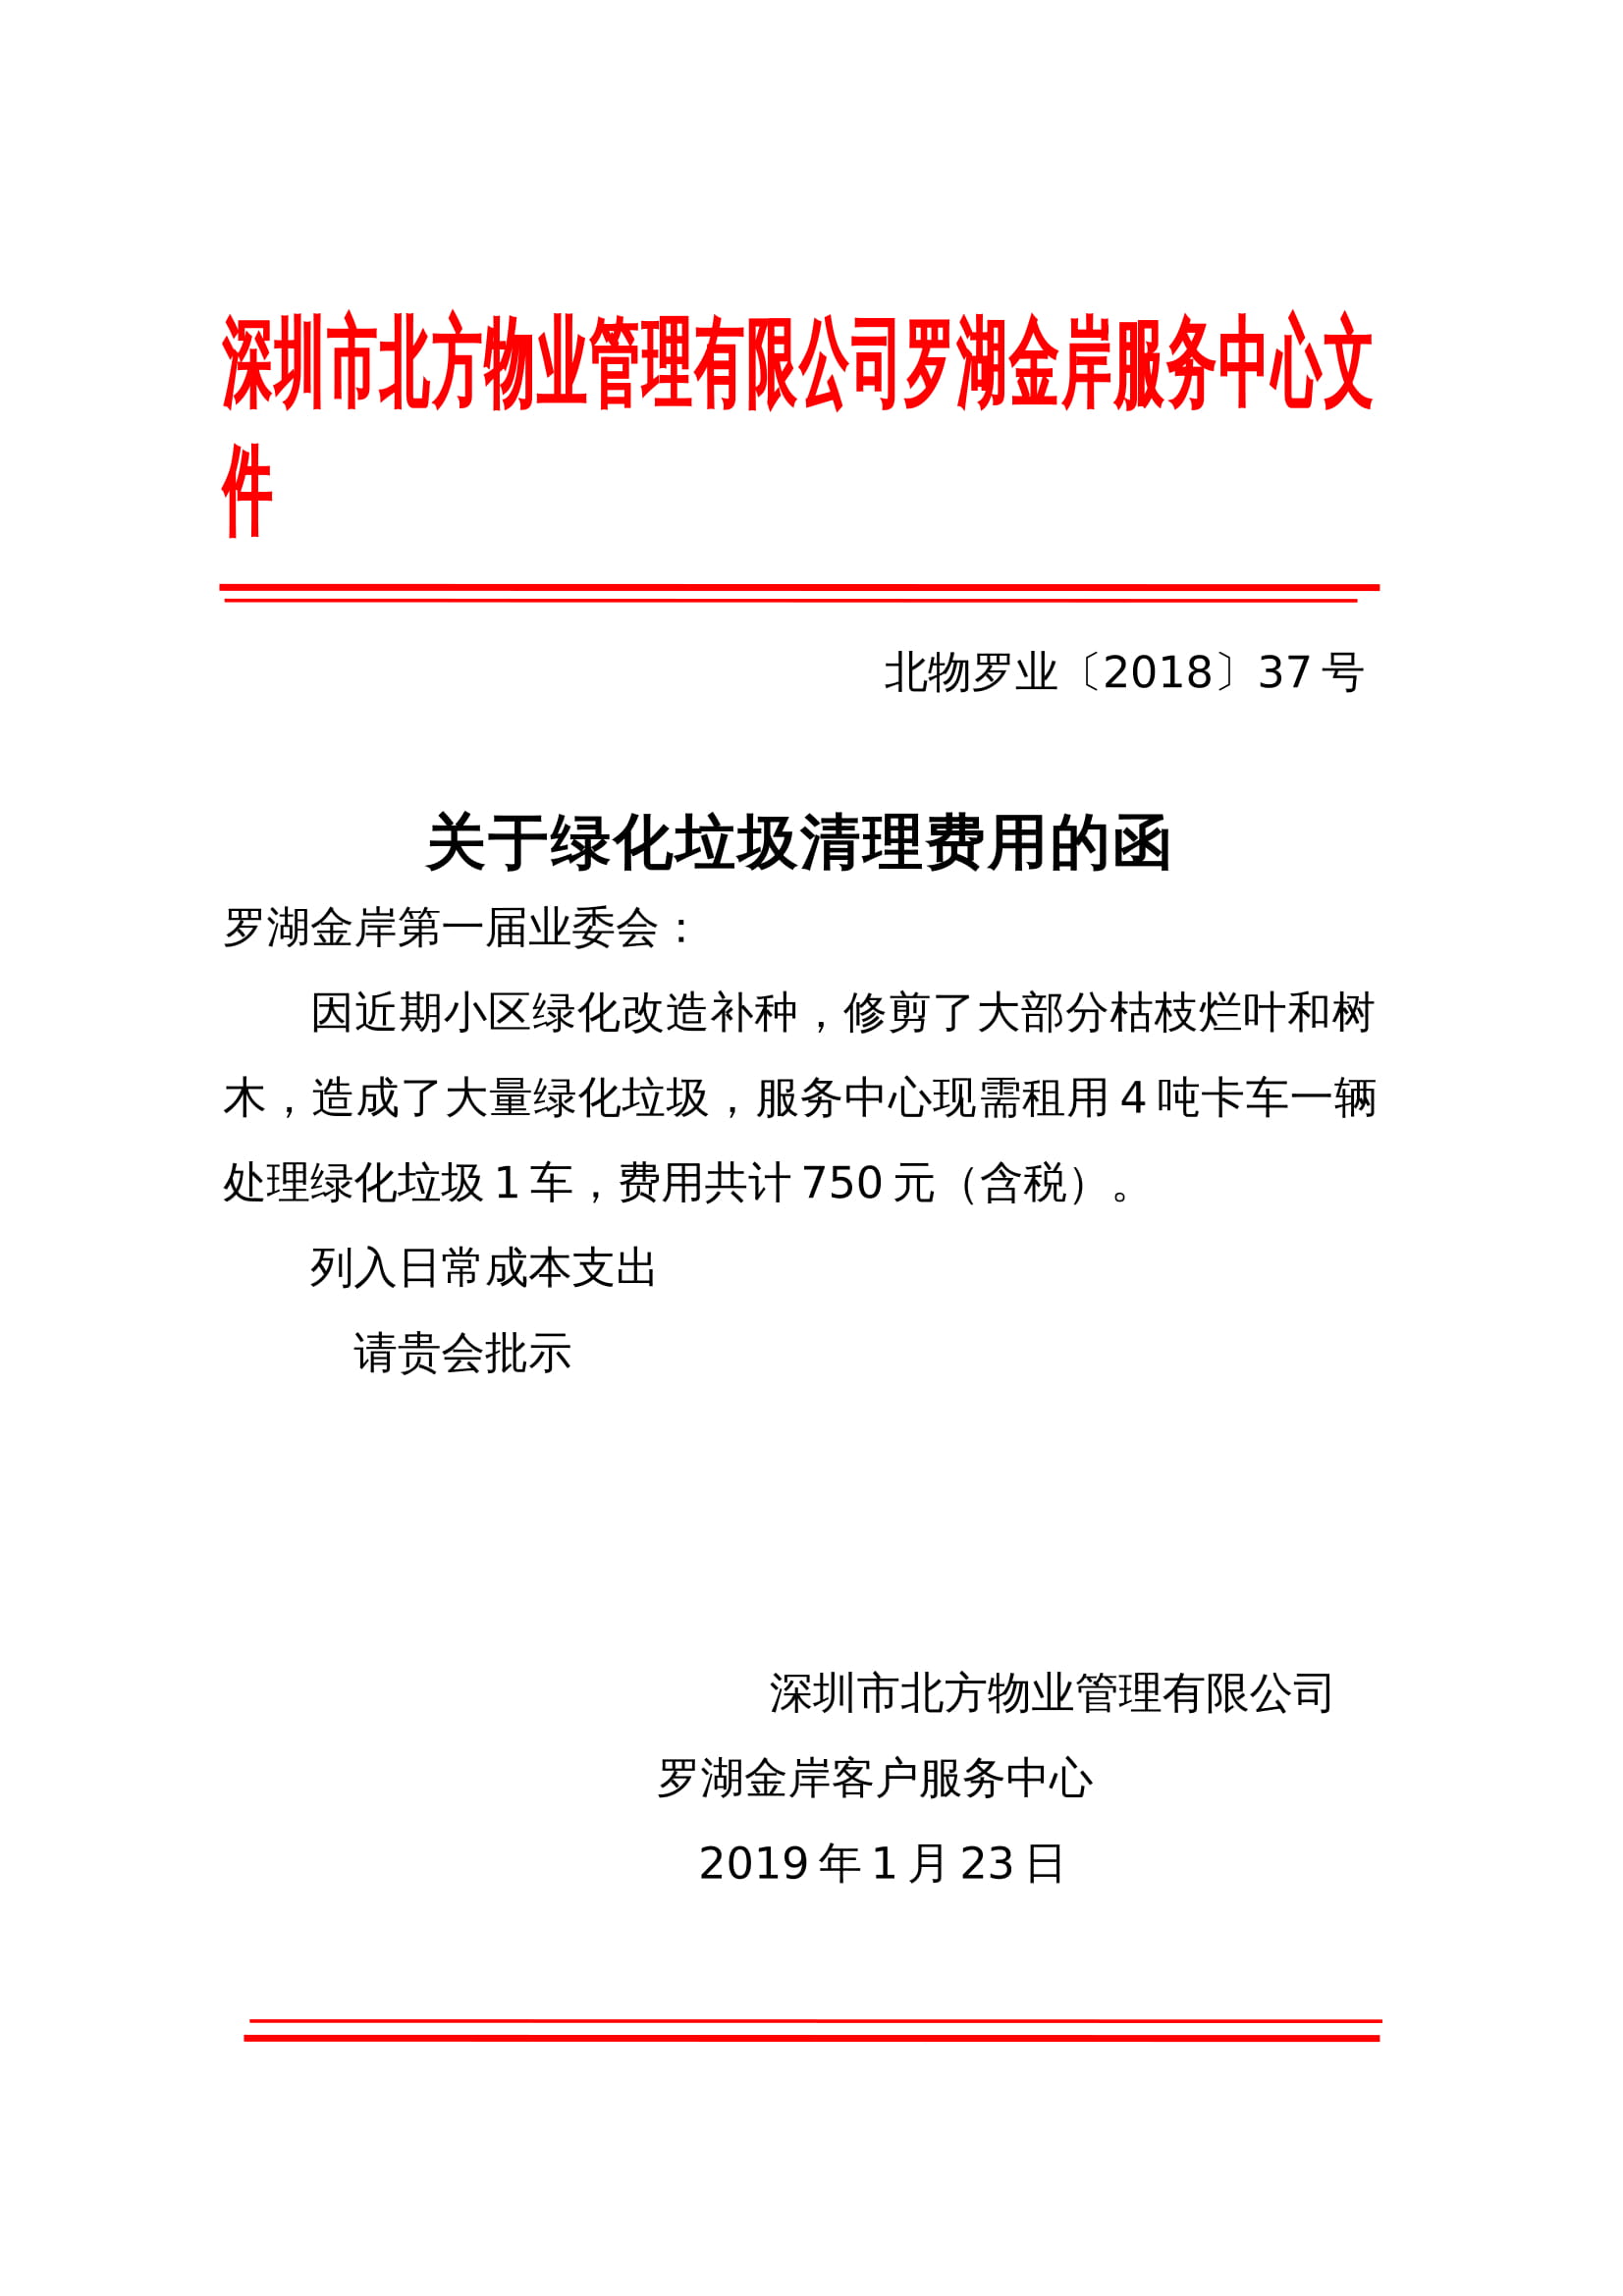 深圳市北方物业管理有限公司罗湖金岸服务中心文
件
北物罗业〔2018〕37 号
关于绿化垃圾清理费用的函
罗湖金岸第一届业委会：
因近期小区绿化改造补种，修剪了大部分枯枝烂叶和树
木，造成了大量绿化垃圾，服务中心现需租用 4 吨卡车一辆
处理绿化垃圾 1 车，费用共计 750 元（含税）。
列入日常成本支出
请贵会批示
深圳市北方物业管理有限公司
罗湖金岸客户服务中心
2019 年 1 月 23 日